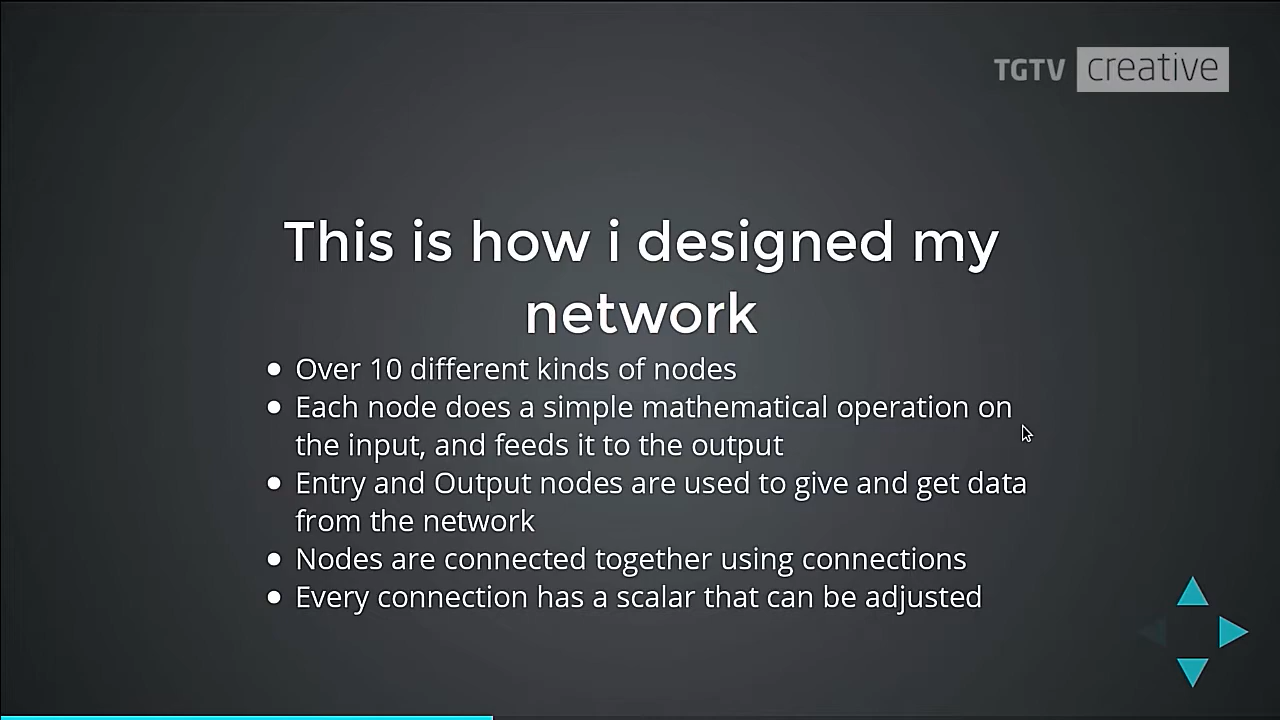 TGTV creative
This is how i designed my
network
Over 10 different kinds of nodes
Each node does a simple mathematical operation on
the input, and feeds it to the output
Entry and Output nodes are used to give and get data
from the network
Nodes are connected together using connections
Every connection has a scalar that can be adjusted